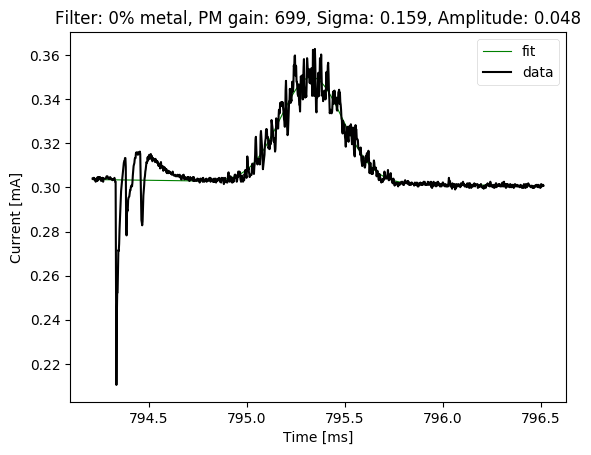 Filter: 0% metal, PM gain: 699, Sigma: 0.159, Amplitude: 0.048
fit
data
0.36
0.34
0.32
0.30
0.28
0.26
0.24
0.22
Current [mA]
794.5
795.0
795.5
796.0
796.5
Time [ms]